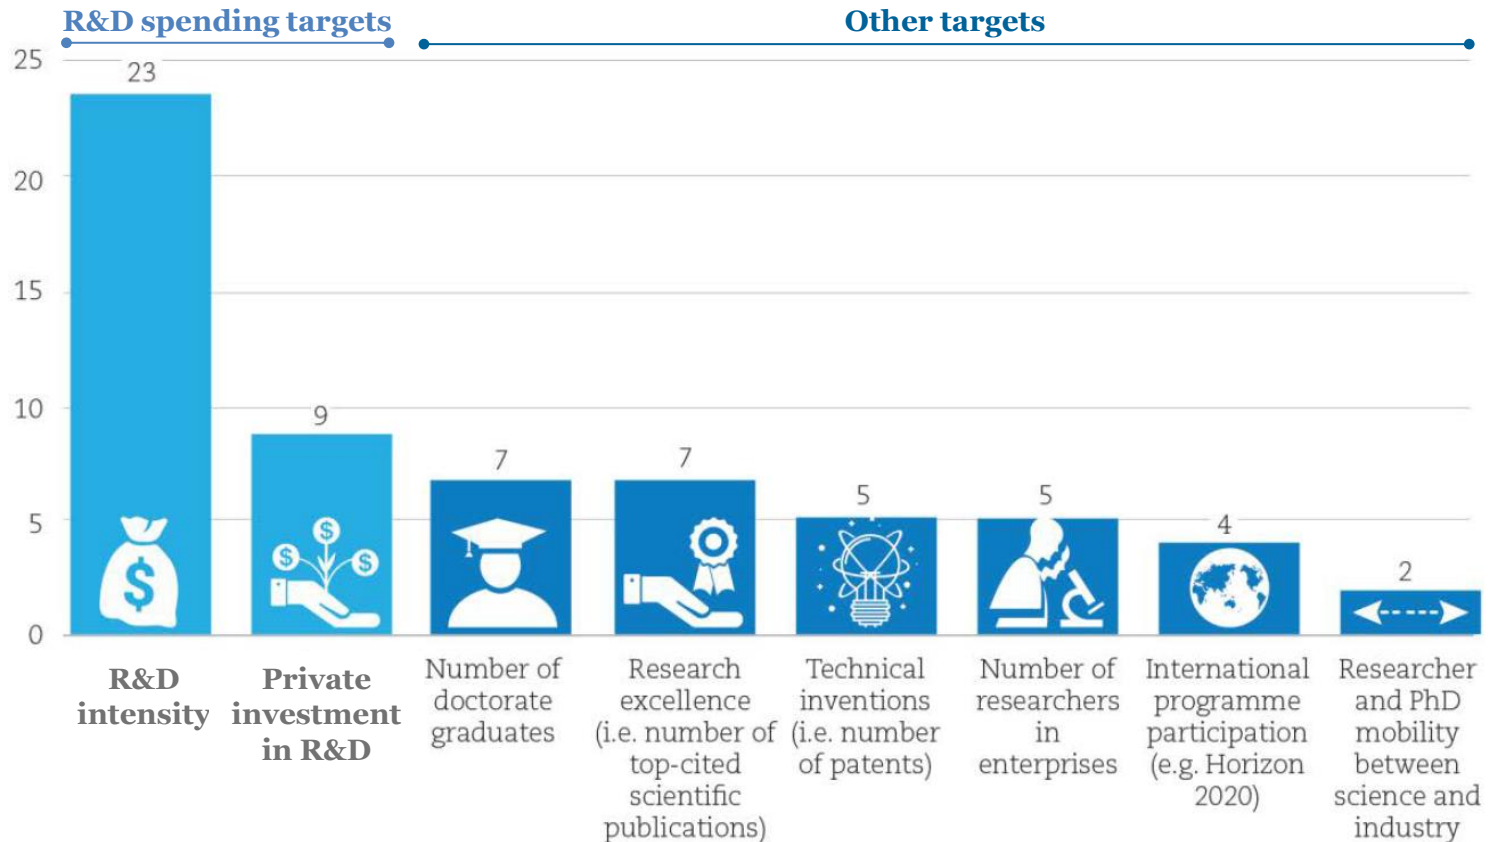 R&D spending targets
Other targets
25
20
15
10
5
0
23
9
7
7
5
5
4
2
$
$
$
$
R&D
intensity
Private
investment
in R&D
Number of
doctorate
graduates
Research
excellence
(i.e. number of
top-cited
scientific
publications)
Technical
inventions
(i.e. number
of patents)
Number of
researchers
in
enterprises
International
programme
participation
(e.g. Horizon
2020)
Researcher
and PhD
mobility
between
science and
industry